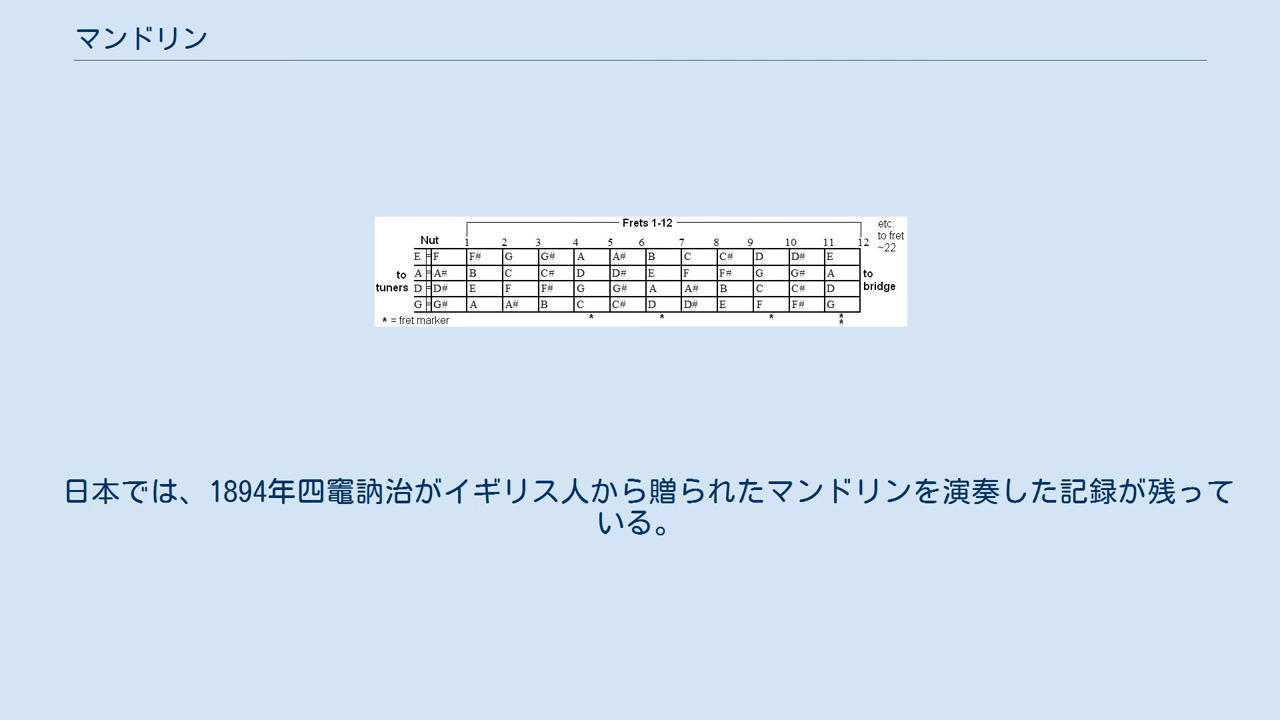 マンドリン
Frets 1-12
etc.
to fret
~22
Nut
1 2 3 4 5 6 7 8 9 10 11 12
E = F F# G G# A A# B C C# D D# E
A = A# B C C# D D# E F F# G G# A
D = D# E F F# G G# A A# B C C# D
G = G# A A# B C C# D D# E F F# G
to
tuners
to
bridge
* = fret marker
* * * * *
日本では、1894年四竈訥治がイギリス人から贈られたマンドリンを演奏した記録が残って
いる。